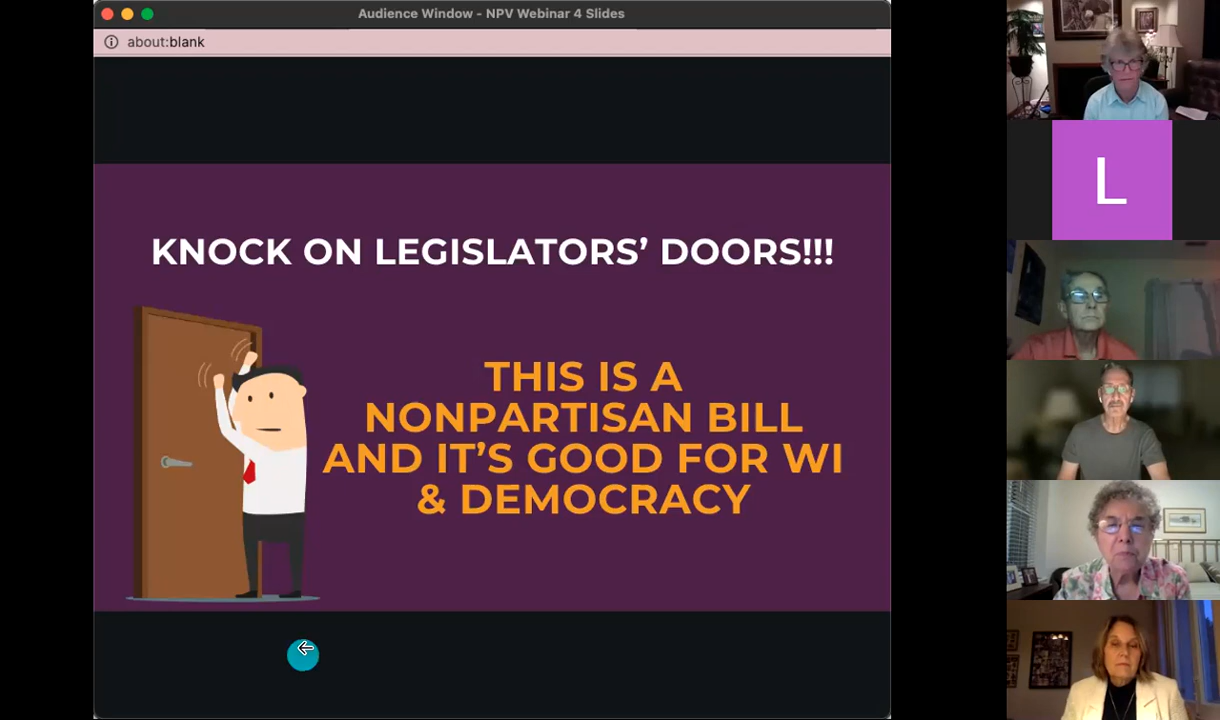 Audience Window - NPV Webinar 4 Slides
about:blank
KNOCK ON LEGISLATORS’ DOORS!!!
THIS IS A
NONPARTISAN BILL
AND IT’S GOOD FOR WI
& DEMOCRACY
L